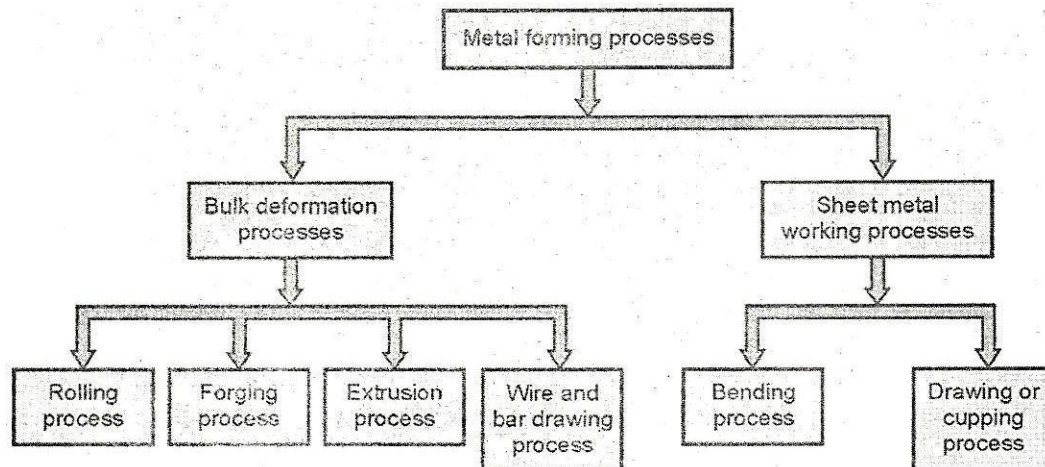 Metal forming processes
Bulk deformation
processes
Sheet metal
working processes
Rolling
process
Forging
process
Extrusion
process
Wire and
bar drawing
process
Bending
process
Drawing or
cupping
process